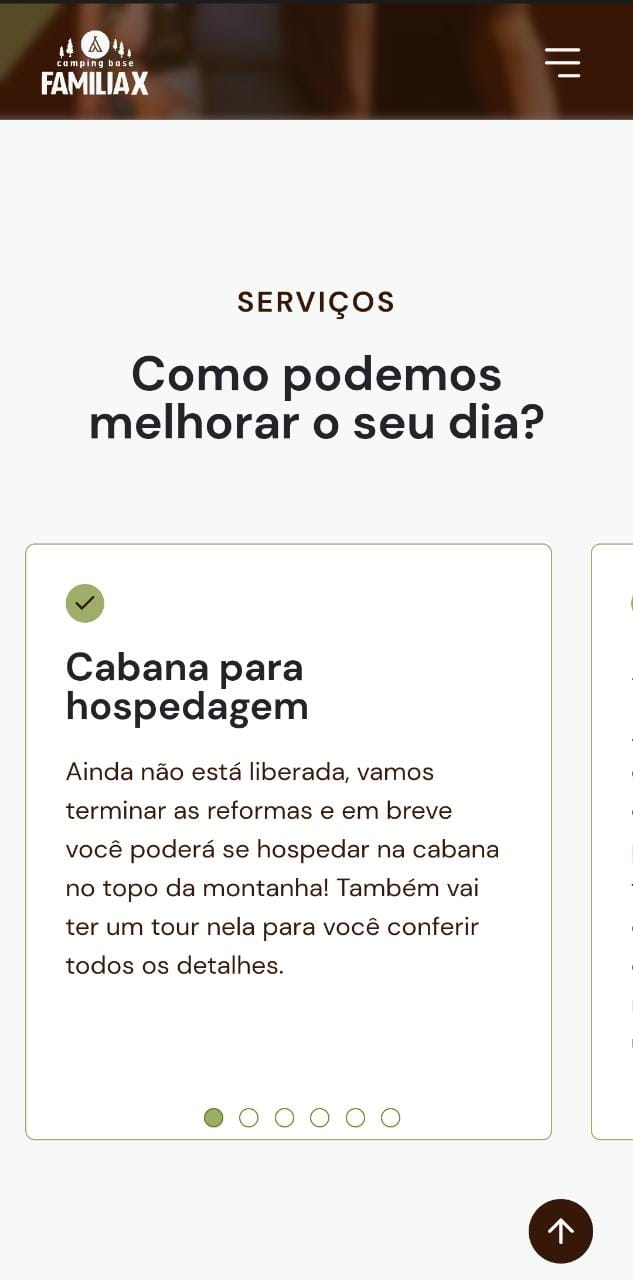 camping base
FAMILIAX
SERVIÇOS
Como podemos
melhorar o seu dia?
Cabana para
hospedagem
Ainda não está liberada, vamos
terminar as reformas e em breve
você poderá se hospedar na cabana
no topo da montanha! Também vai
ter um tour nela para você conferir
todos os detalhes.